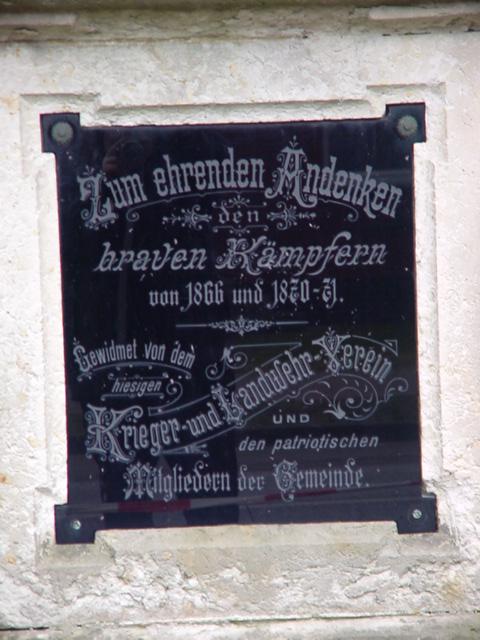 Zum ehrenden Andenken
den
braven Kämpfern
von 1866 und 1870-71.
Gewidmet von dem
hiesigen
Krieger- und Landwehr-Verein
UND
den patriotischen
Mitgliedern der Gemeinde.